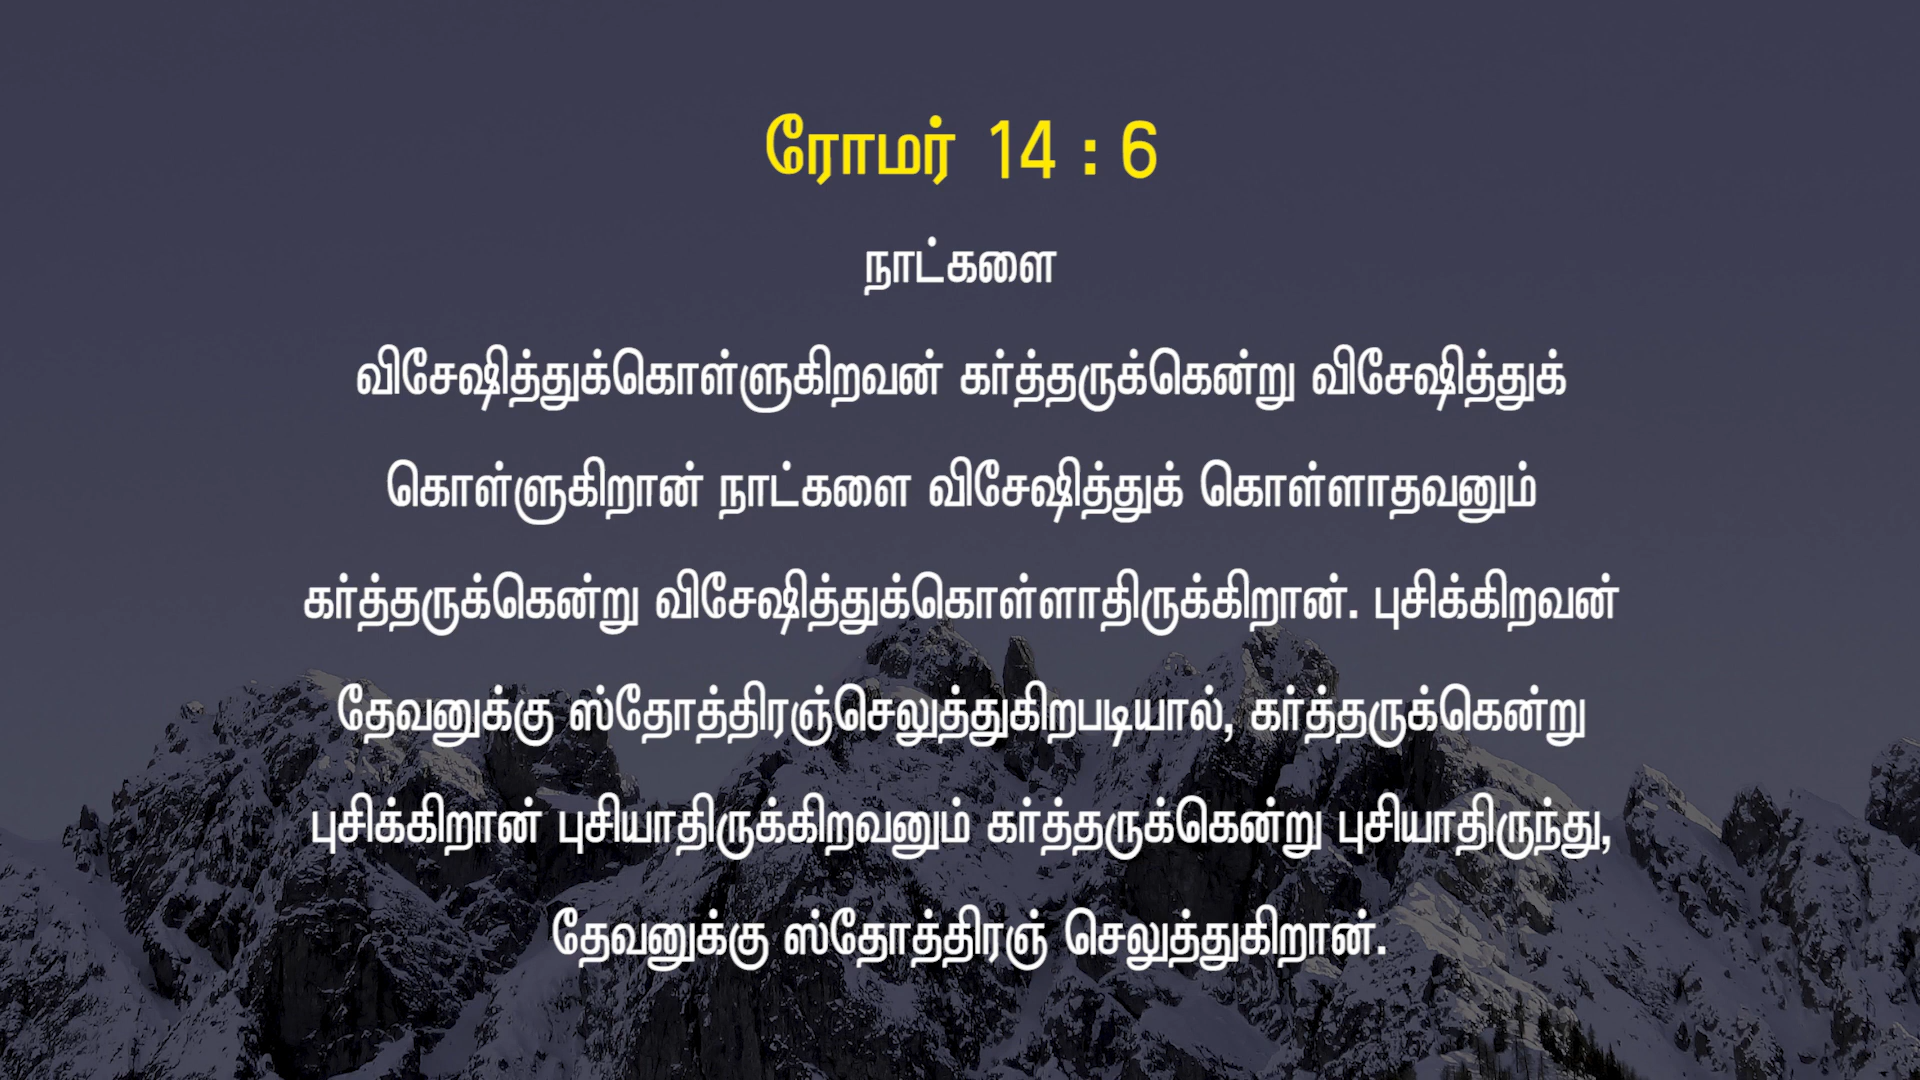 ரோமர் 14 : 6
நாட்களை
விசேஷித்துக்கொள்ளுகிறவன் கர்த்தருக்கென்று விசேஷித்துக்
கொள்ளுகிறான் நாட்களை விசேஷித்துக் கொள்ளாதவனும்
கர்த்தருக்கென்று விசேஷித்துக்கொள்ளாதிருக்கிறான். புசிக்கிறவன்
தேவனுக்கு ஸ்தோத்திரஞ்செலுத்துகிறபடியால், கர்த்தருக்கென்று
புசிக்கிறான் புசியாதிருக்கிறவனும் கர்த்தருக்கென்று புசியாதிருந்து,
தேவனுக்கு ஸ்தோத்திரஞ் செலுத்துகிறான்.